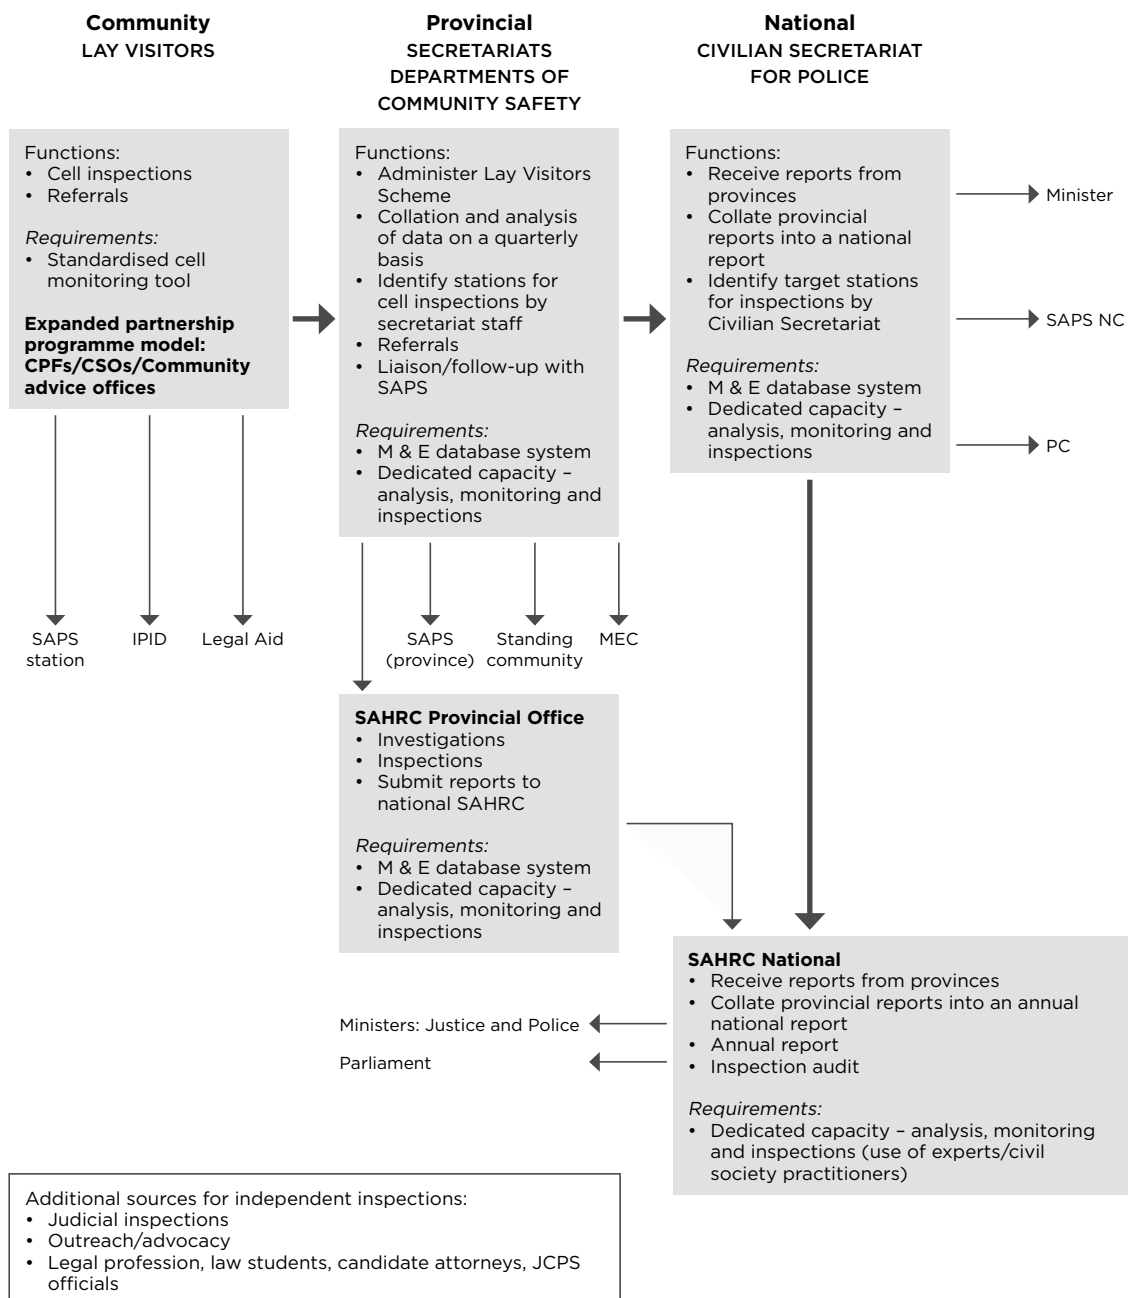 Community
LAY VISITORS
Provincial
SECRETARIATS
DEPARTMENTS OF
COMMUNITY SAFETY
National
CIVILIAN SECRETARIAT
FOR POLICE
Functions:
• Cell inspections
• Referrals
Requirements:
• Standardised cell
monitoring tool
Expanded partnership
programme model:
CPFs/CSOs/Community
advice offices
Functions:
• Administer Lay Visitors
Scheme
• Collation and analysis
of data on a quarterly
basis
• Identify stations for
cell inspections by
secretariat staff
• Referrals
• Liaison/follow-up with
SAPS
Requirements:
• M & E database system
• Dedicated capacity –
analysis, monitoring and
inspections
Functions:
• Receive reports from
provinces
• Collate provincial
reports into a national
report
• Identify target stations
for inspections by
Civilian Secretariat
Requirements:
• M & E database system
• Dedicated capacity –
analysis, monitoring and
inspections
Minister
SAPS NC
PC
SAPS
station
IPID
Legal Aid
SAPS
(province)
Standing
community
MEC
SAHRC Provincial Office
• Investigations
• Inspections
• Submit reports to
national SAHRC
Requirements:
• M & E database system
• Dedicated capacity –
analysis, monitoring and
inspections
SAHRC National
• Receive reports from provinces
• Collate provincial reports into an annual
national report
• Annual report
• Inspection audit
Requirements:
• Dedicated capacity – analysis, monitoring
and inspections (use of experts/civil
society practitioners)
Ministers: Justice and Police
Parliament
Additional sources for independent inspections:
• Judicial inspections
• Outreach/advocacy
• Legal profession, law students, candidate attorneys, JCPS
officials